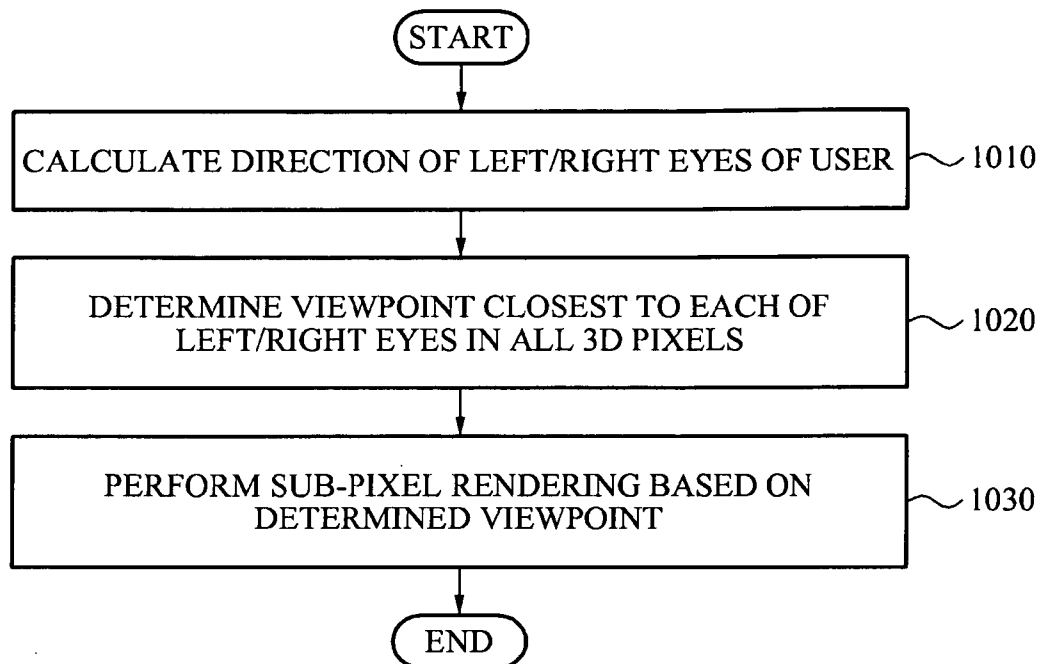 START
CALCULATE DIRECTION OF LEFT/RIGHT EYES OF USER
1010
DETERMINE VIEWPOINT CLOSEST TO EACH OF
LEFT/RIGHT EYES IN ALL 3D PIXELS
1020
PERFORM SUB-PIXEL RENDERING BASED ON
DETERMINED VIEWPOINT
1030
END